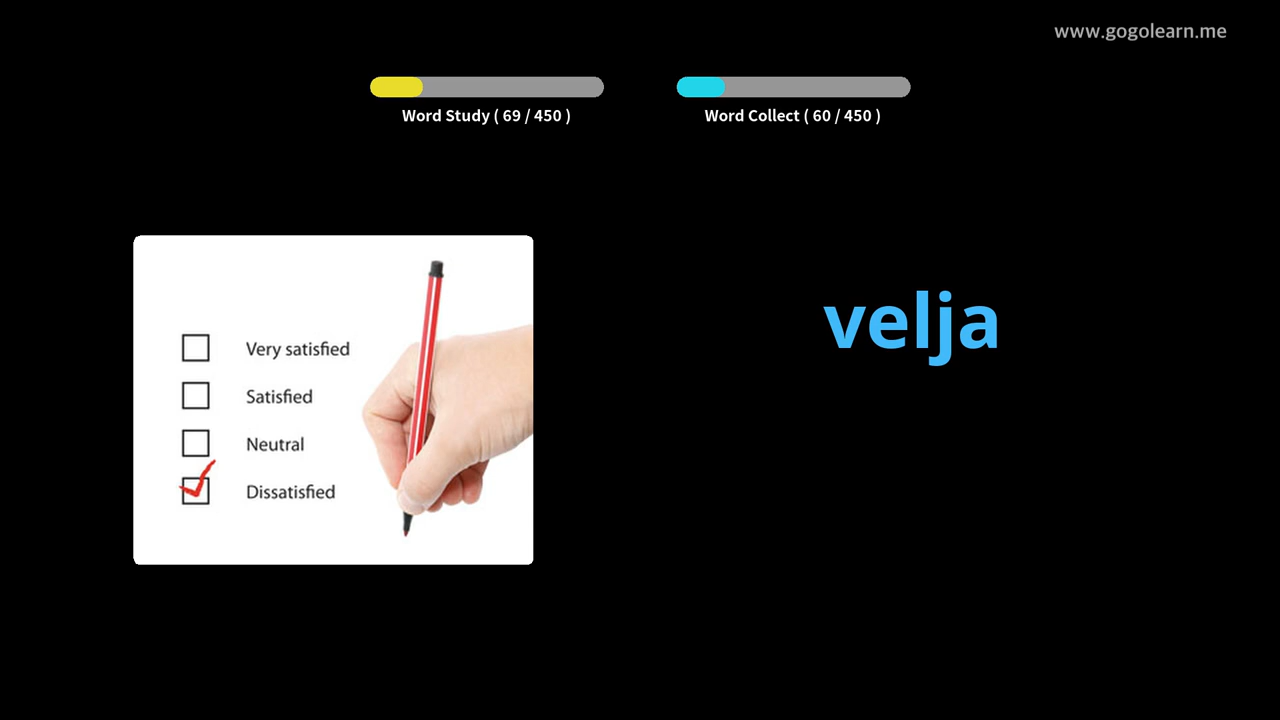 www.gogolearn.me
Word Study ( 69 / 450 )
Word Collect ( 60 / 450 )
velja
Very satisfied
Satisfied
Neutral
Dissatisfied